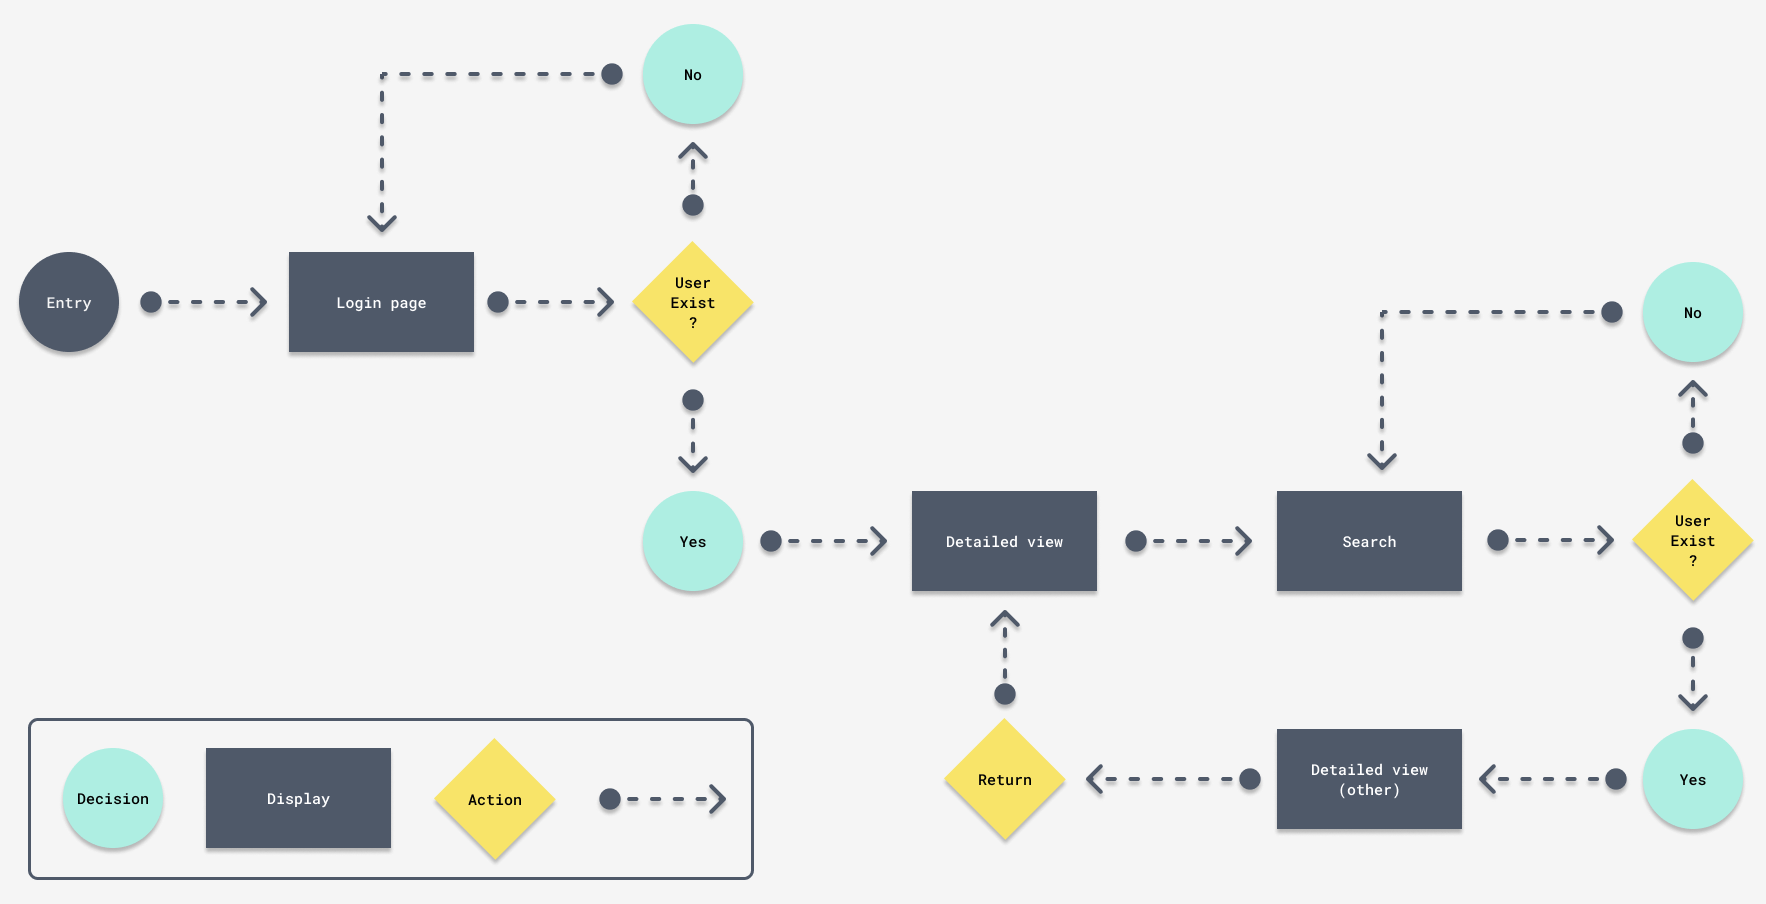 No
Entry
Login page
User
Exist
?
No
Yes
Detailed view
Search
User
Exist
?
Return
Detailed view
(other)
Yes
Decision
Display
Action